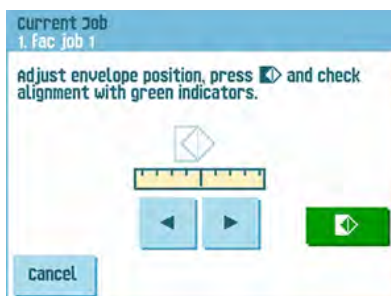 Current Job
1. Fac job 1
Adjust envelope position, press and check
alignment with green indicators.
Cancel